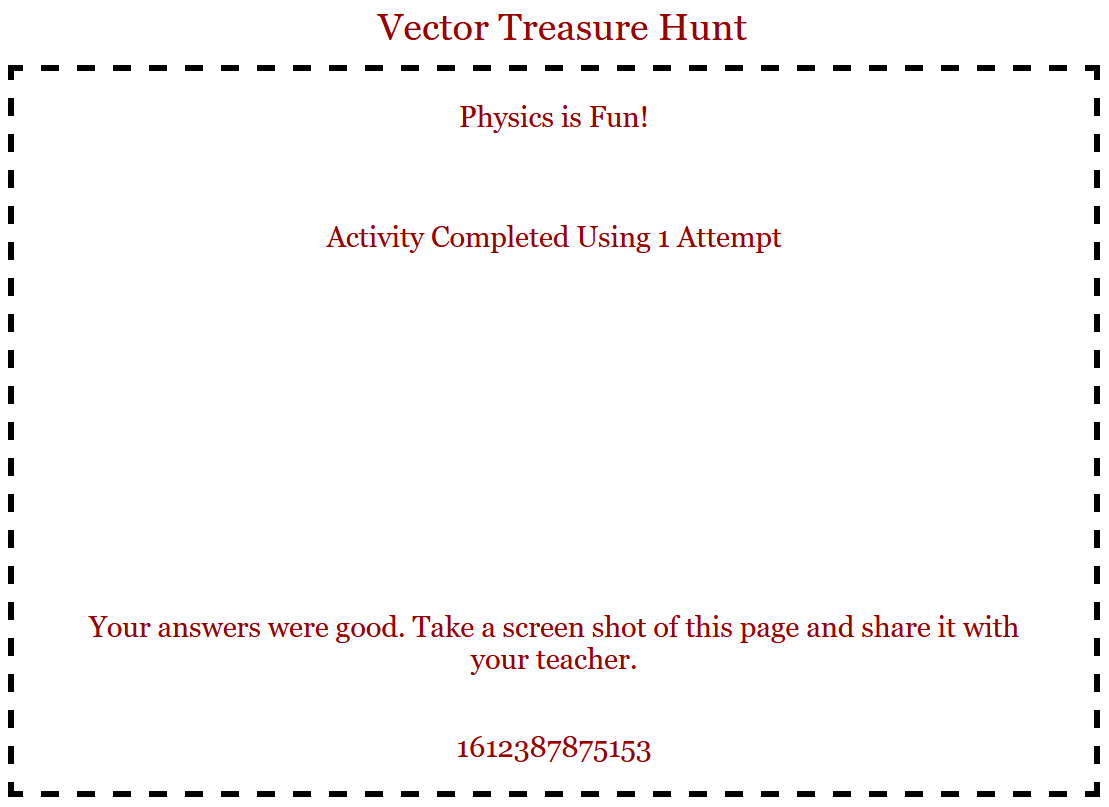 Vector Treasure Hunt
Physics is Fun!
Activity Completed Using 1 Attempt
Your answers were good. Take a screen shot of this page and share it with
your teacher.
1612387875153